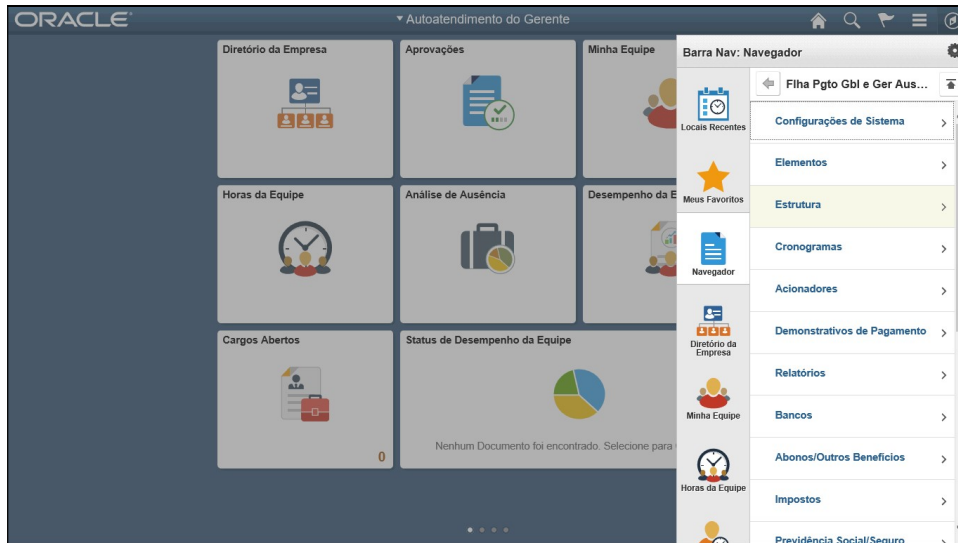 ORACLE
Autoatendimento do Gerente
Diretório da Empresa
Aprovações
Minha Equipe
Horas da Equipe
Análise de Ausência
Desempenho da E
Cargos Abertos
0
Status de Desempenho da Equipe
Nenhum Documento foi encontrado. Selecione para
Barra Nav: Navegador
Locais Recentes
Meus Favoritos
Navegador
Diretório da
Empresa
Minha Equipe
Horas da Equipe
Flha Pgto Gbl e Ger Aus...
Configurações de Sistema
Elementos
Estrutura
Cronogramas
Acionadores
Demonstrativos de Pagamento
Relatórios
Bancos
Abonos/Outros Benefícios
Impostos
Previdência Social/Seguro